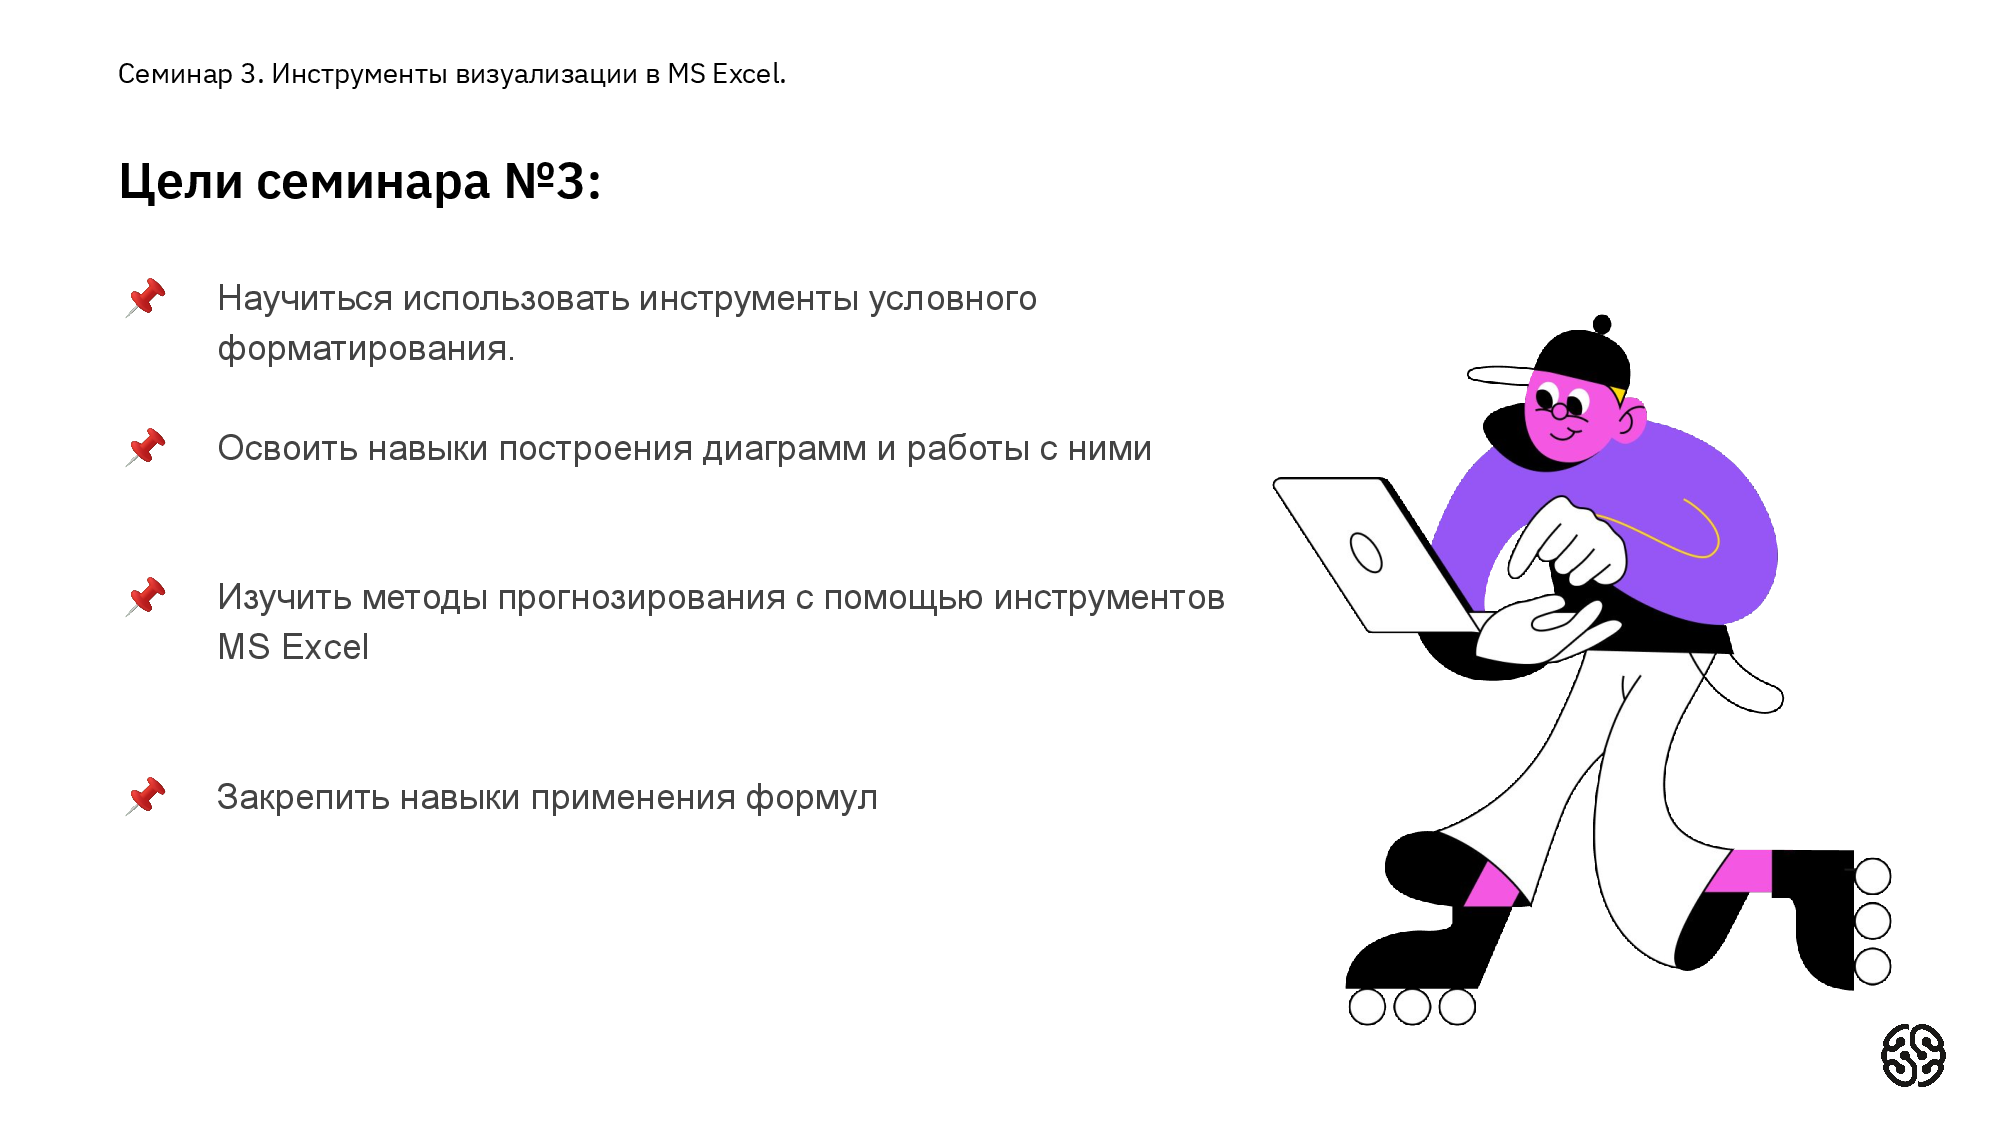 Семинар 3. Инструменты визуализации в MS Excel.
Цели семинара №3:
Научиться использовать инструменты условного
форматирования.
Освоить навыки построения диаграмм и работы с ними
Изучить методы прогнозирования с помощью инструментов
MS Excel
Закрепить навыки применения формул